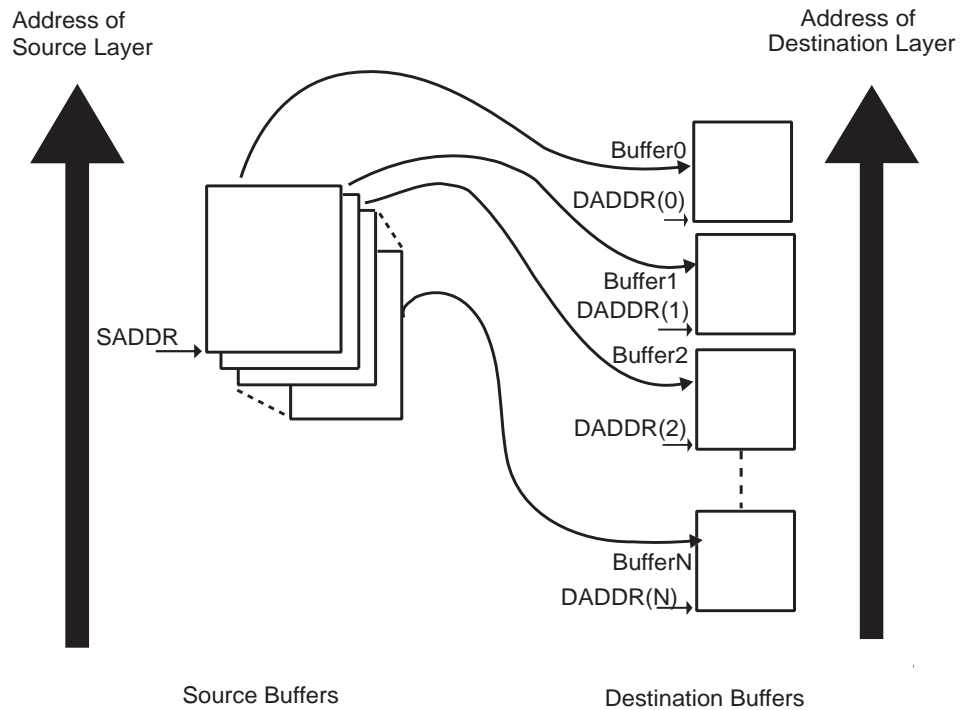 Address of
Source Layer
Address of
Destination Layer
Buffer0
DADDR(0)
Buffer1
DADDR(1)
SADDR
Buffer2
DADDR(2)
BufferN
DADDR(N)
Source Buffers
Destination Buffers